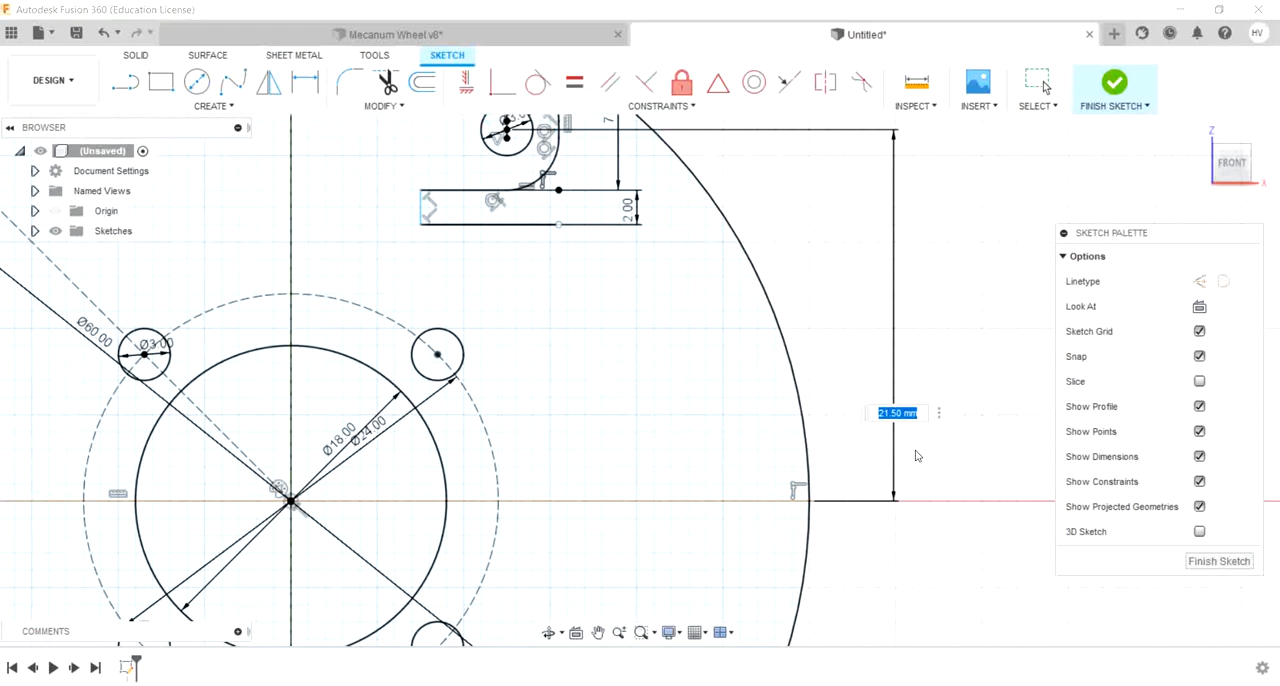 Autodesk Fusion 360 (Education License)
Mecanum Wheel v8*
Untitled*
HV
DESIGN
SOLID
SURFACE
SHEET METAL
TOOLS
SKETCH
CREATE
MODIFY
CONSTRAINTS
INSPECT
INSERT
SELECT
FINISH SKETCH
BROWSER
(Unsaved)
Document Settings
Named Views
Origin
Sketches
Z
FRONT
X
7
2.00
Ø60.00
Ø3.00
Ø18.00
Ø24.00
21.50 mm
SKETCH PALETTE
Options
Linetype
Look At
Sketch Grid
Snap
Slice
Show Profile
Show Points
Show Dimensions
Show Constraints
Show Projected Geometries
3D Sketch
Finish Sketch
COMMENTS